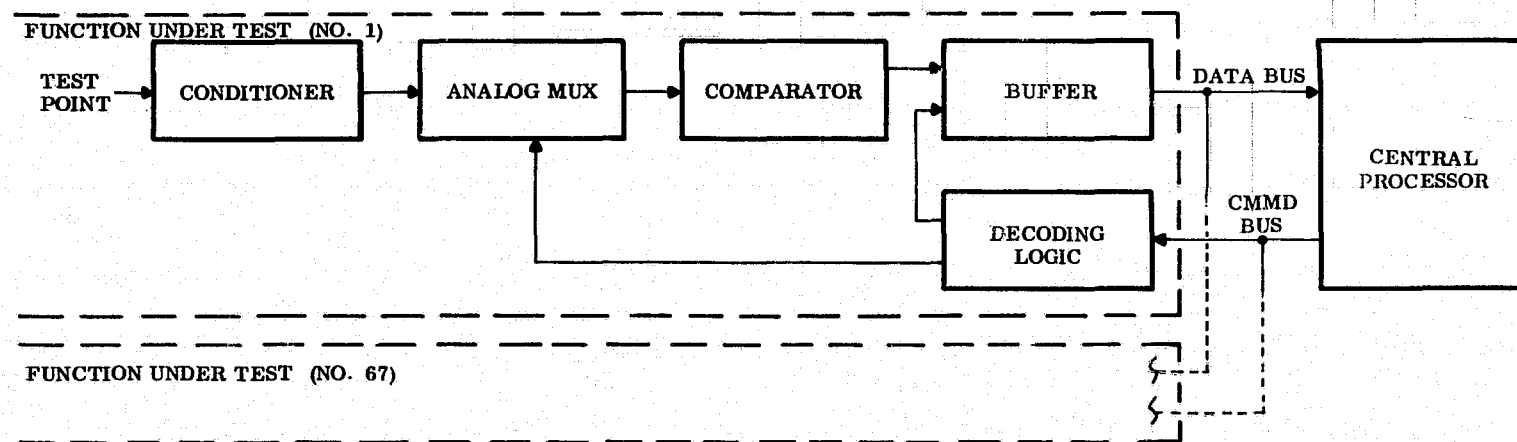 FUNCTION UNDER TEST (NO. 1)
TEST
POINT
CONDITIONER
ANALOG MUX
COMPARATOR
BUFFER
DATA BUS
CENTRAL
PROCESSOR
CMMD
BUS
DECODING
LOGIC
FUNCTION UNDER TEST (NO. 67)